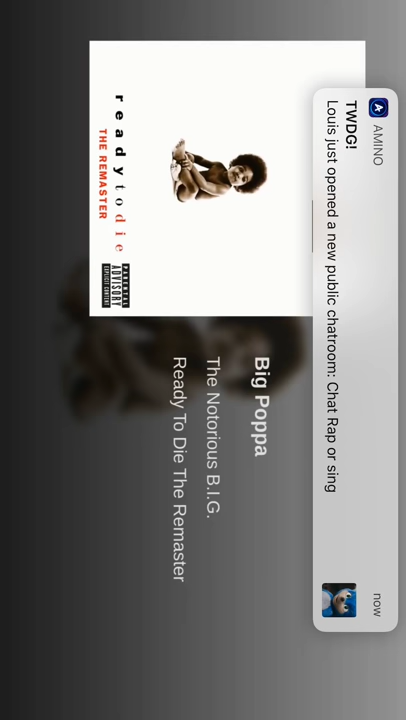 AMINO
now
TWDG!
Louis just opened a new public chatroom: Chat Rap or sing
Big Poppa
The Notorious B.I.G.
Ready To Die The Remaster
ready to die
THE REMASTER
PARENTAL
ADVISORY
EXPLICIT CONTENT